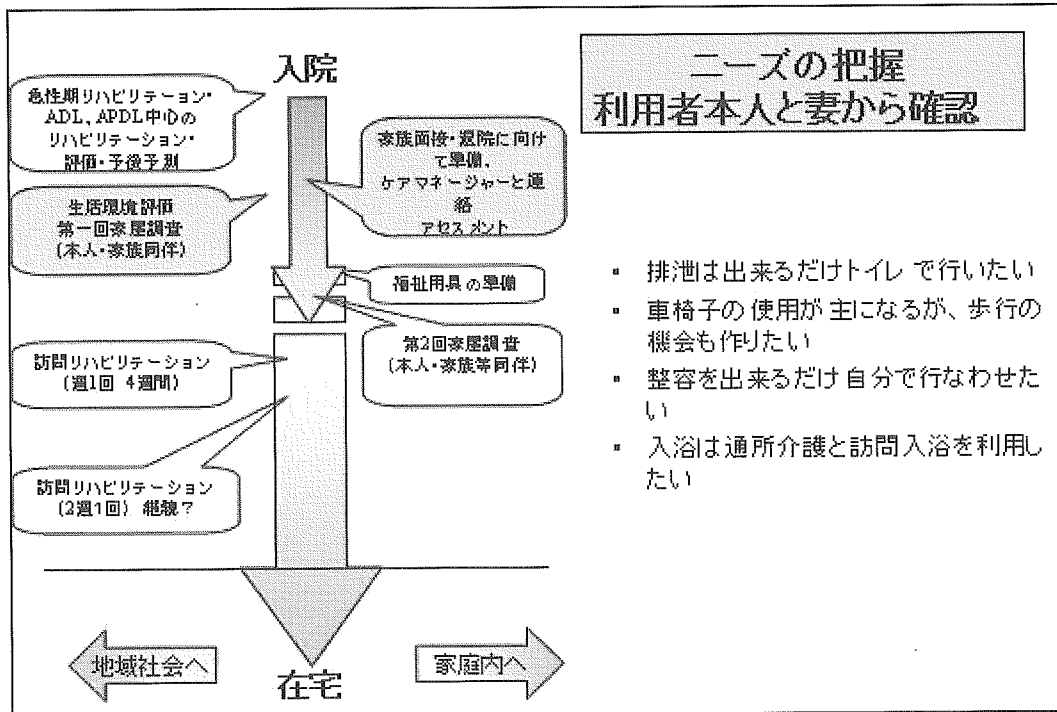 入院
急性期リハビリテーション・
ADL、APDL中心の
リハビリテーション・
評価・予後予測
家族面接・退院に向け
て準備、
ケアマネージャーと連
絡
アセスメント
生活環境評価
第一回家屋調査
(本人・家族同伴)
福祉用具の準備
第2回家屋調査
(本人・家族等同伴)
訪問リハビリテーション
(週1回 4週間)
訪問リハビリテーション
(2週1回) 継続?
地域社会へ
在宅
家庭内へ
ニーズの把握
利用者本人と妻から確認
▪ 排泄は出来るだけトイレで行いたい
▪ 車椅子の使用が主になるが、歩行の
機会も作りたい
▪ 整容を出来るだけ自分で行なわせた
い
▪ 入浴は通所介護と訪問入浴を利用し
たい